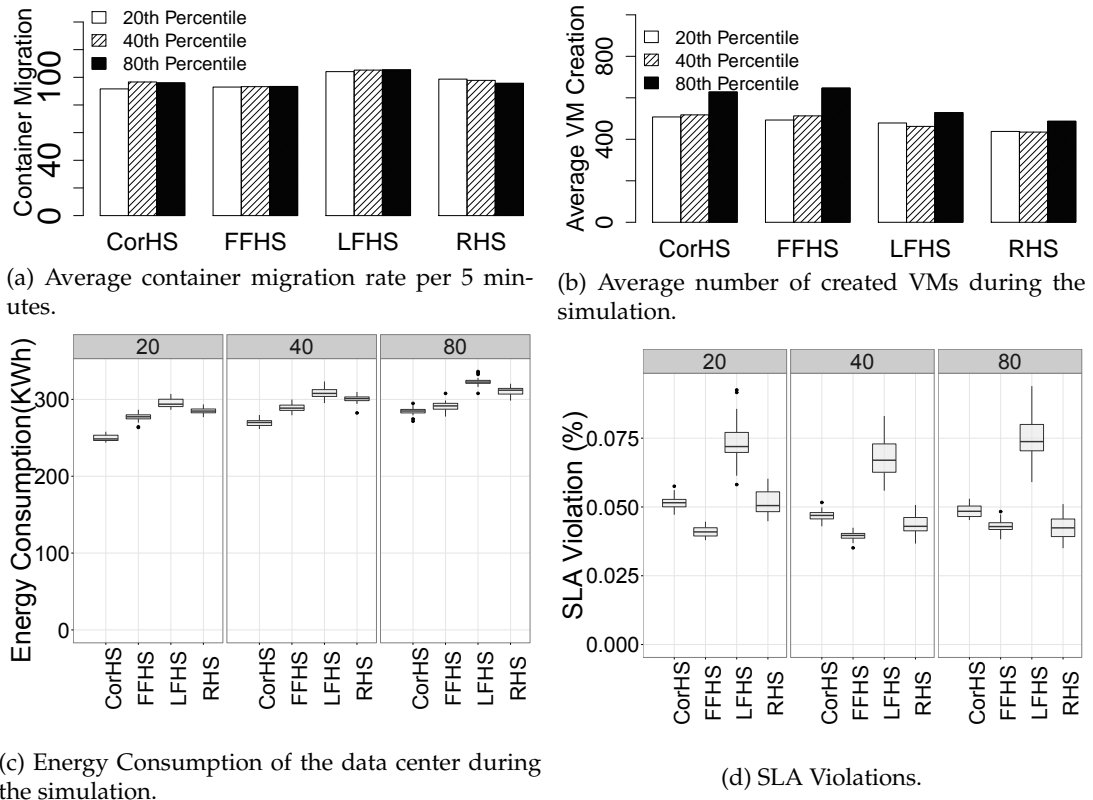 20th Percentile
40th Percentile
80th Percentile
Container Migration
0
40
100
CorHS FFHS LFHS RHS
(a) Average container migration rate per 5 min-
utes.
20th Percentile
40th Percentile
80th Percentile
Average VM Creation
0
400
800
CorHS FFHS LFHS RHS
(b) Average number of created VMs during the
simulation.
20 40 80
Energy Consumption(KWh)
300
200
100
0
CorHS FFHS LFHS RHS CorHS FFHS LFHS RHS CorHS FFHS LFHS RHS
(c) Energy Consumption of the data center during
the simulation.
20 40 80
SLA Violation (%)
0.075
0.050
0.025
0.000
CorHS FFHS LFHS RHS CorHS FFHS LFHS RHS CorHS FFHS LFHS RHS
(d) SLA Violations.